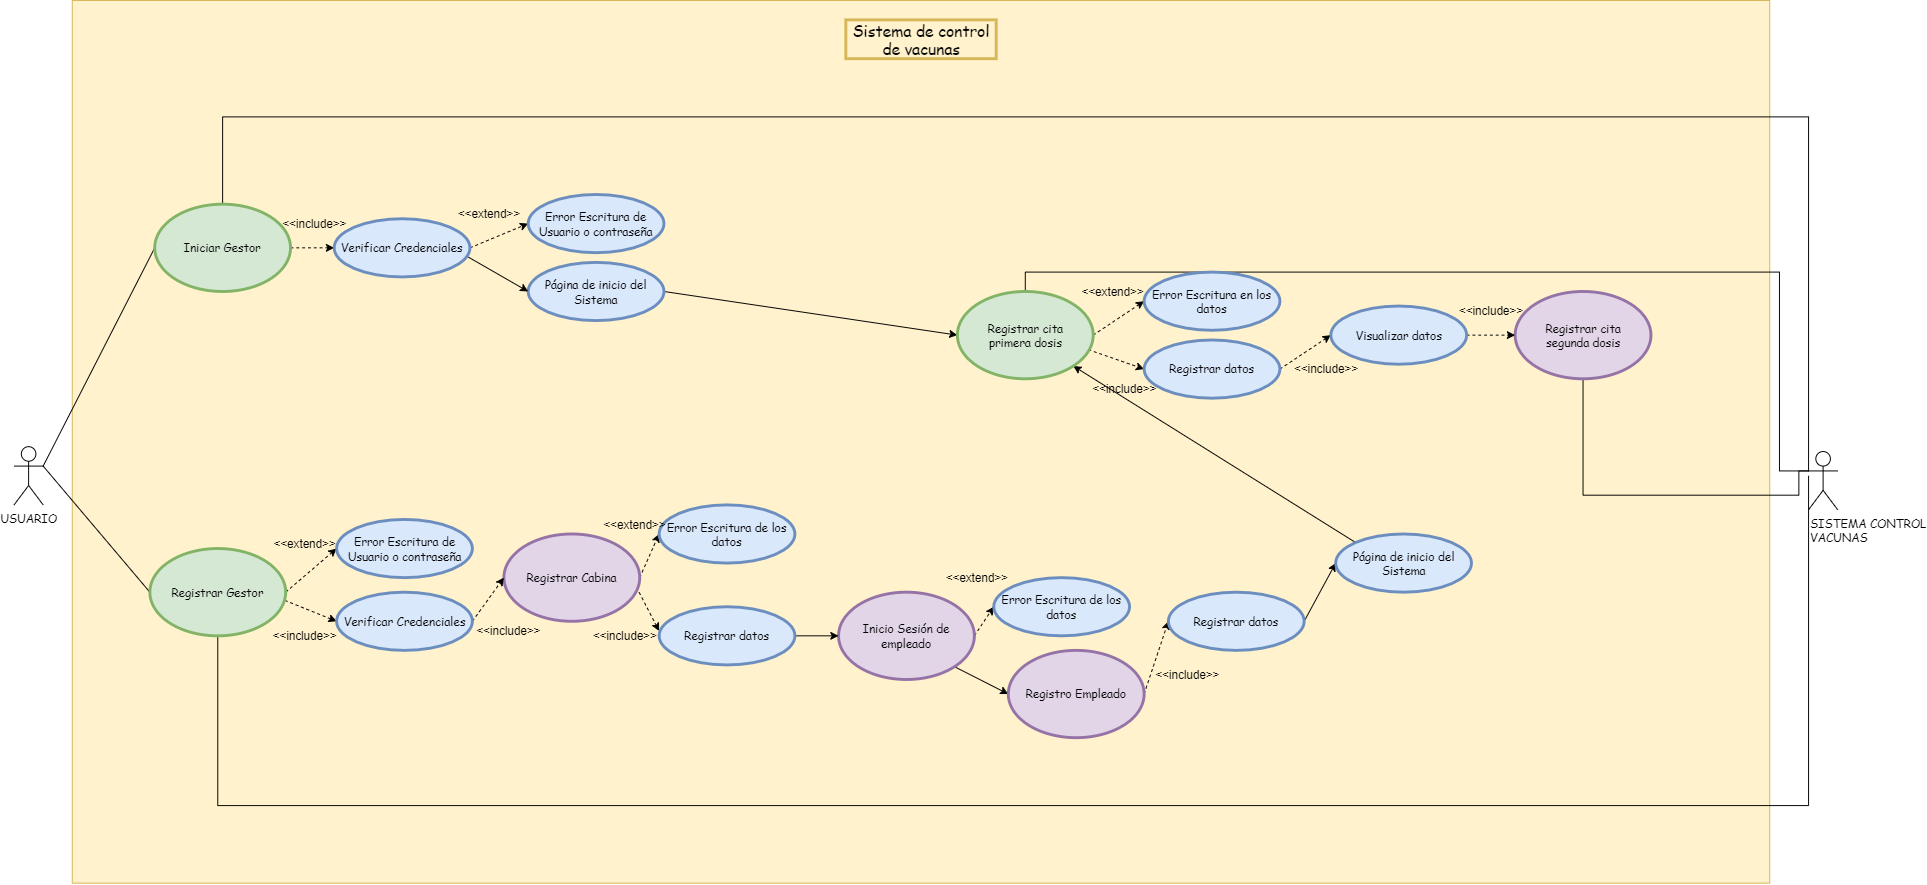 Sistema de control
de vacunas
<<include>>
<<extend>>
Error Escritura de
Usuario o contraseña
Iniciar Gestor
Verificar Credenciales
Página de inicio del
Sistema
<<extend>>
Error Escritura en los
datos
<<include>>
Registrar cita
primera dosis
Visualizar datos
Registrar cita
segunda dosis
Registrar datos
<<include>>
<<include>>
USUARIO
SISTEMA CONTROL
VACUNAS
<<extend>>
Error Escritura de
Usuario o contraseña
<<extend>>
Error Escritura de los
datos
Registrar Gestor
Verificar Credenciales
<<include>>
<<include>>
Registrar Cabina
<<include>>
Registrar datos
Inicio Sesión de
empleado
<<extend>>
Error Escritura de los
datos
Registro Empleado
<<include>>
Registrar datos
Página de inicio del
Sistema